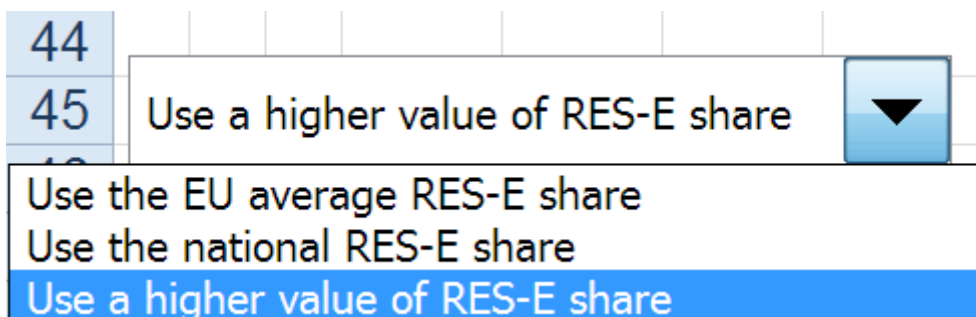 44
45
Use a higher value of RES-E share
Use the EU average RES-E share
Use the national RES-E share
Use a higher value of RES-E share